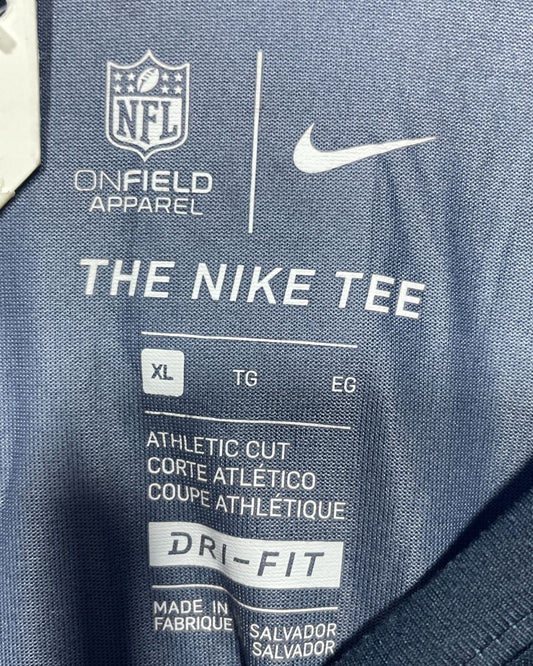 NFL
ONFIELD
APPAREL
THE NIKE TEE
XL TG EG
ATHLETIC CUT
CORTE ATLÉTICO
COUPE ATHLÉTIQUE
DRI-FIT
MADE IN SALVADOR
FABRIQUE SALVADOR